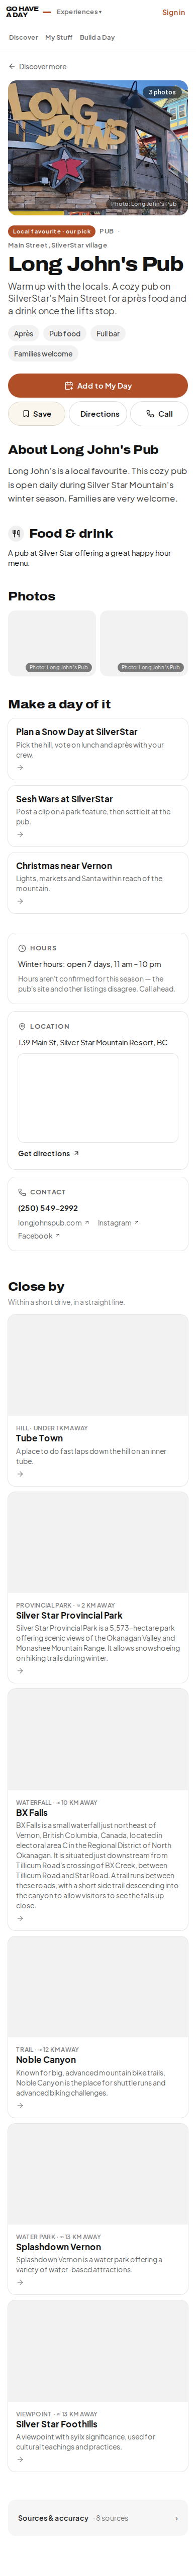 GO HAVE
A DAY
Experiences
Sign in
Discover My Stuff Build a Day
Discover more
LONG
JOHNS
3 photos
Photo: Long John's Pub
Local favourite · our pick PUB ·
Main Street, SilverStar village
Long John's Pub
Warm up with the locals. A cozy pub on
SilverStar's Main Street for après food and
a drink once the lifts stop.
Après Pub food Full bar
Families welcome
Add to My Day
Save Directions Call
About Long John's Pub
Long John's is a local favourite. This cozy pub
is open daily during Silver Star Mountain's
winter season. Families are very welcome.
Food & drink
A pub at Silver Star offering a great happy hour
menu.
Photos
Photo: Long John's Pub Photo: Long John's Pub
Make a day of it
Plan a Snow Day at SilverStar
Pick the hill, vote on lunch and après with your
crew.
→
Sesh Warks at SilverStar
Post a clip on a park feature, then settle it at the
pub.
→
Christmas near Vernon
Lights, markets and Santa within reach of the
mountain.
→
HOURS
Winter hours: open 7 days, 11 am – 10 pm
Hours aren't confirmed for this season — the
pub's site and other listings disagree. Call ahead.
LOCATION
139 Main St, Silver Star Mountain Resort, BC
Get directions ↗
CONTACT
(250) 549-2992
longjohnspub.com ↗ Instagram ↗
Facebook ↗
Close by
Within a short drive, in a straight line.
HILL · UNDER 1 KM AWAY
Tube Town
A place to do fast laps down the hill on an inner
tube.
→
PROVINCIAL PARK · ≈ 2 KM AWAY
Silver Star Provincial Park
Silver Star Provincial Park is a 5,573-hectare park
offering scenic views of the Okanagan Valley and
Monashee Mountain Range. It allows snowshoeing
on hiking trails during winter.
→
WATERFALL · ≈ 10 KM AWAY
BX Falls
BX Falls is a small waterfall just northeast of
Vernon, British Columbia, Canada, located in
electoral area C in the Regional District of North
Okanagan. It is situated just downstream from
Tillicum Road's crossing of BX Creek, between
Tillicum Road and Star Road. A trail runs between
these roads, with a short side trail descending into
the canyon to allow visitors to see the falls up
close.
→
TRAIL · ≈ 12 KM AWAY
Noble Canyon
Known for big, advanced mountain bike trails,
Noble Canyon is the place for shuttle runs and
advanced biking challenges.
→
WATER PARK · ≈ 13 KM AWAY
Splashdown Vernon
Splashdown Vernon is a water park offering a
variety of water-based attractions.
→
VIEWPOINT · ≈ 13 KM AWAY
Silver Star Foothills
A viewpoint with syilx significance, used for
cultural teachings and practices.
→
Sources & accuracy · 8 sources ›